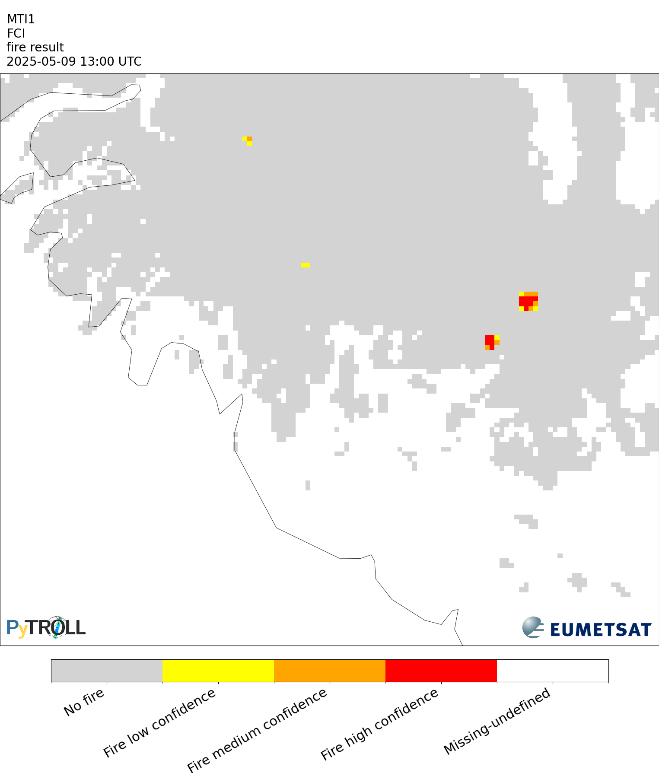 MTI1
FCI
fire result
2025-05-09 13:00 UTC
PyTROLL
EUMETSAT
No fire
Fire low confidence
Fire medium confidence
Fire high confidence
Missing-undefined